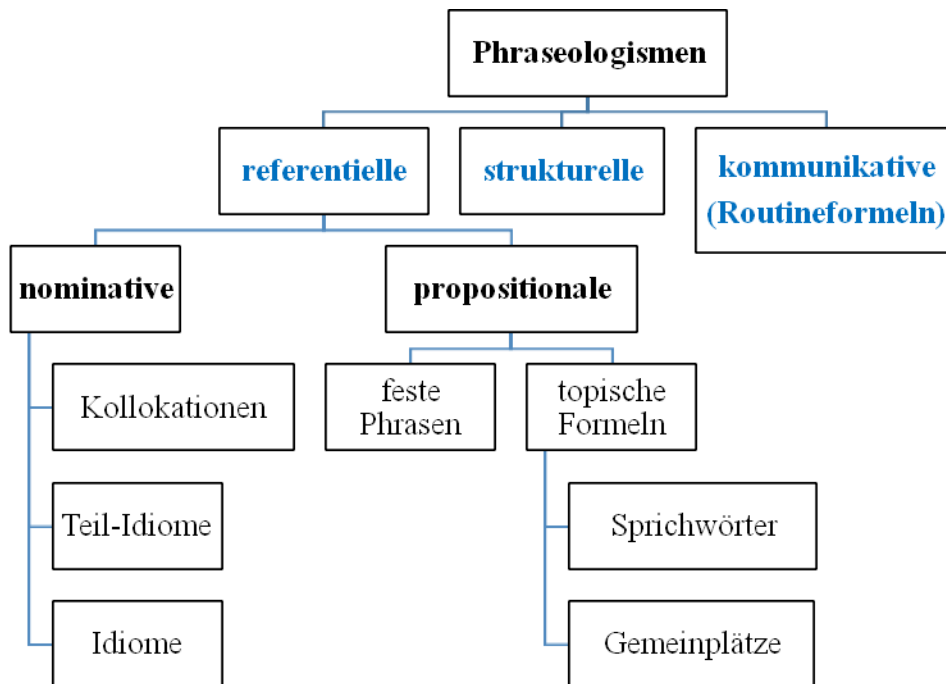 Phraseologismen
referentielle
strukturelle
kommunikative
(Routineformeln)
nominative
propositionale
Kollokationen
feste
Phrasen
topische
Formeln
Teil-Idiome
Sprichwörter
Idiome
Gemeinplätze